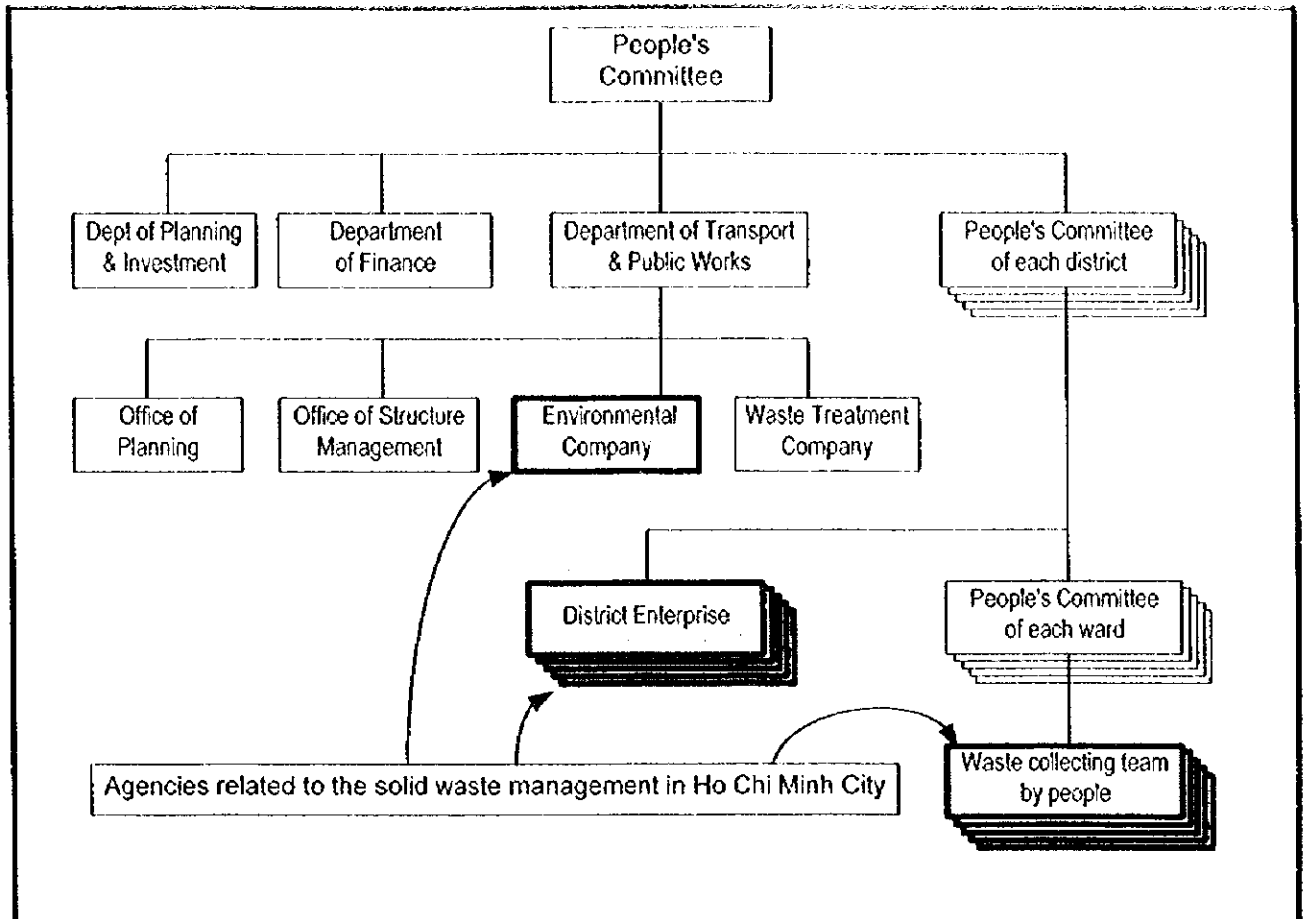 People's
Committee
Dept of Planning
& Investment
Department
of Finance
Department of Transport
& Public Works
People's Committee
of each district
Office of
Planning
Office of Structure
Management
Environmental
Company
Waste Treatment
Company
District Enterprise
People's Committee
of each ward
Agencies related to the solid waste management in Ho Chi Minh City
Waste collecting team
by people